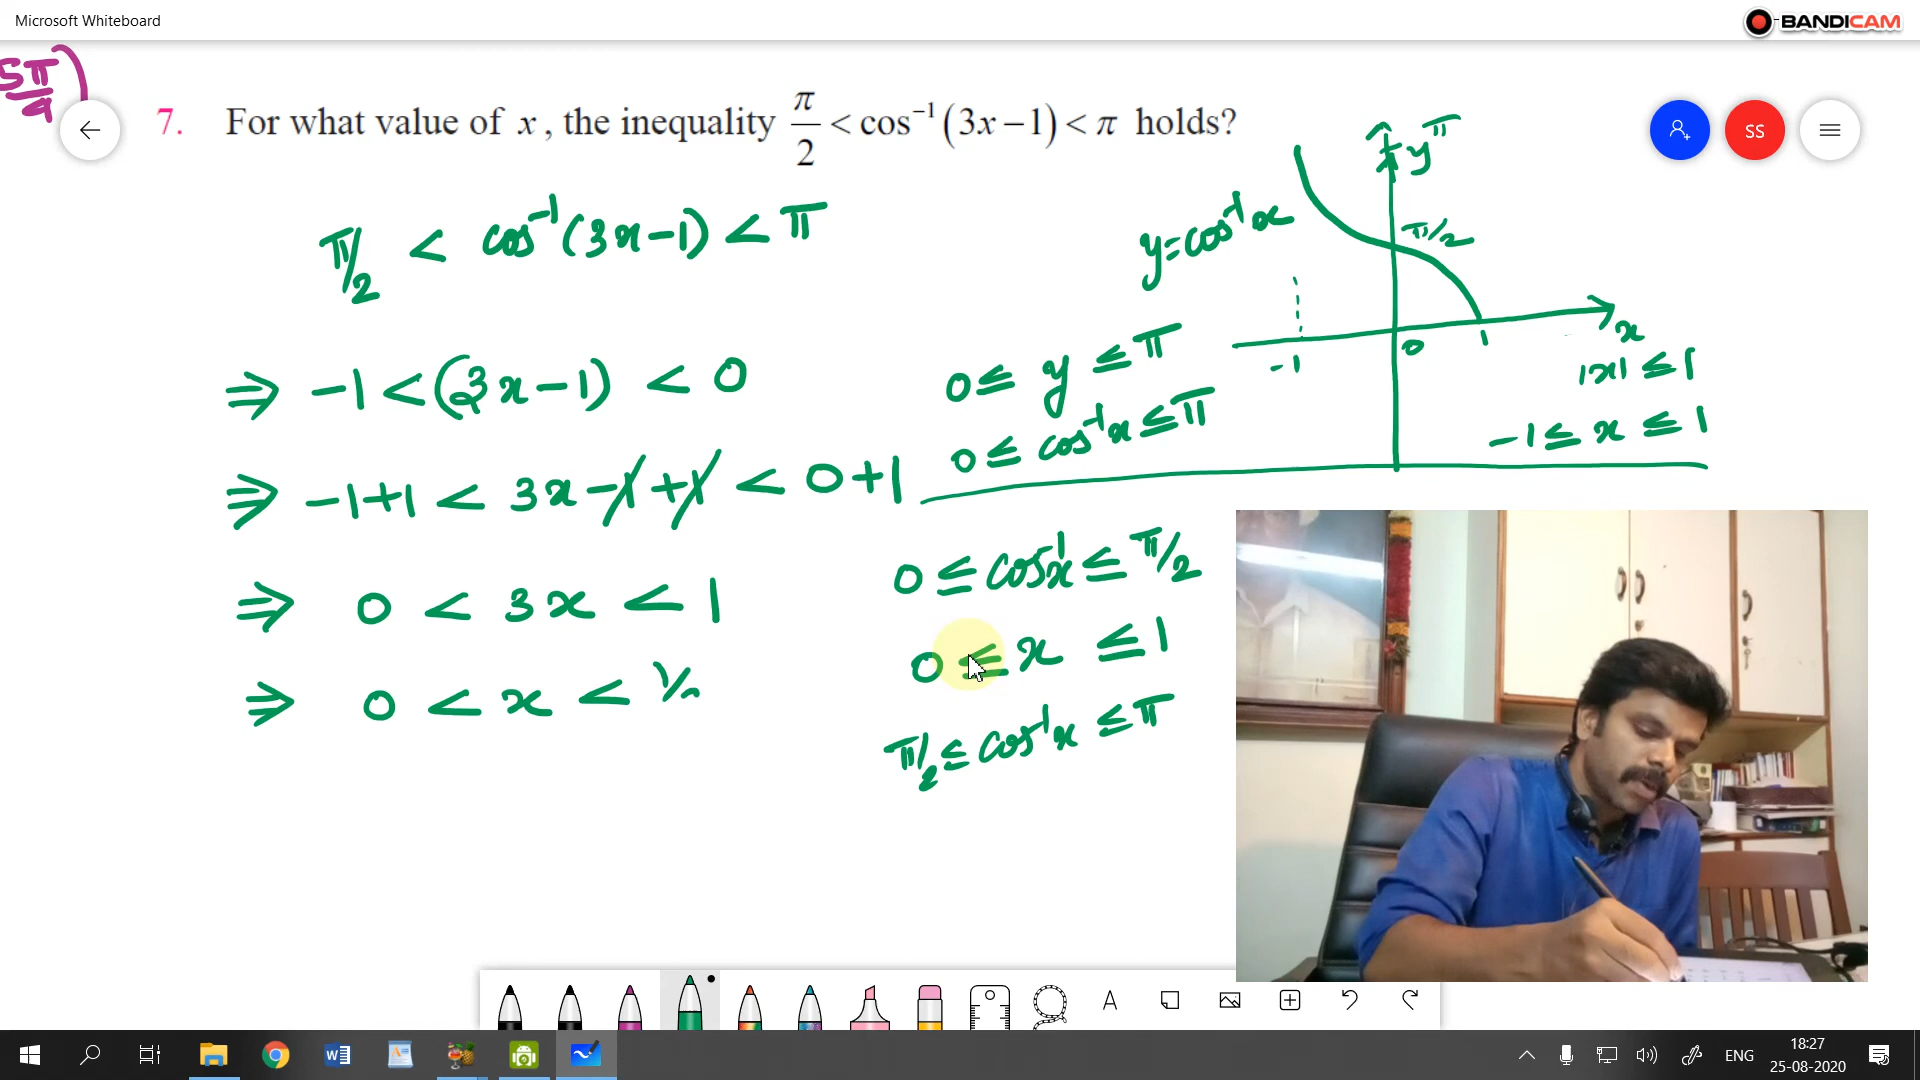 Microsoft Whiteboard
BANDICAM
5π/4)
7. For what value of x, the inequality π/2 < cos⁻¹(3x−1) < π holds?
SS
π/2 < cos⁻¹(3x−1) < π
⇒ −1 < (3x−1) < 0
⇒ −1+1 < 3x−1+1 < 0+1
⇒ 0 < 3x < 1
⇒ 0 < x <
y=cos⁻¹x
y π
π/2
-1 0 1 x
|x| ≤ 1
−1 ≤ x ≤ 1
0 ≤ y ≤ π
0 ≤ cos⁻¹x ≤ π
0 ≤ cos⁻¹x ≤ π/2
0 ≤ x ≤ 1
π/2 ≤ cos⁻¹x ≤ π
A
ENG
18:27
25-08-2020